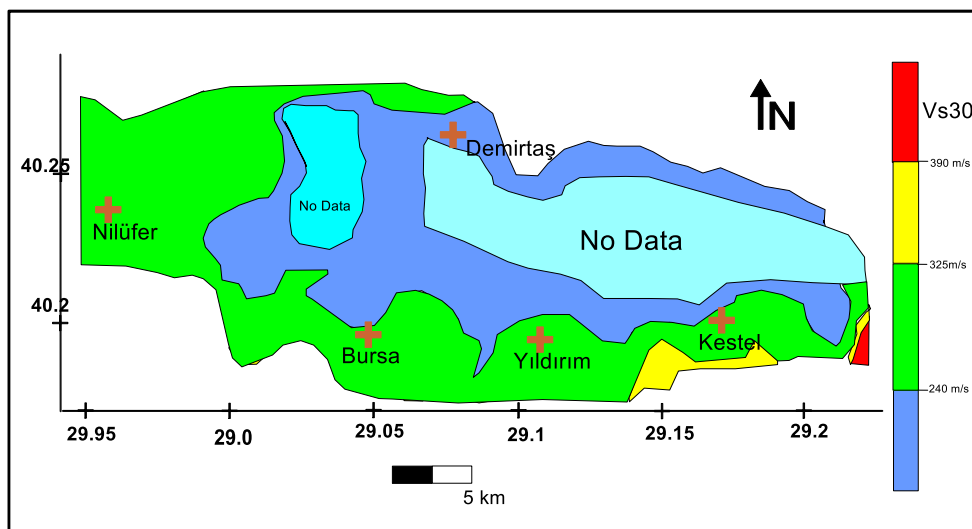 N
Vs30
390 m/s
325m/s
240 m/s
40.25
40.2
Demirtaş
No Data
Nilüfer
No Data
Bursa
Yıldırım
Kestel
29.95
29.0
29.05
29.1
29.15
29.2
5 km